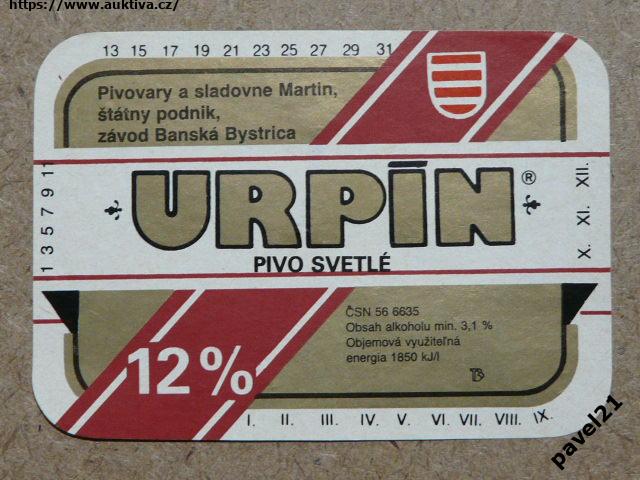 https://www.auktiva.cz/
13 15 17 19 21 23 25 27 29 31
Pivovary a sladovne Martin,
štátny podnik,
závod Banská Bystrica
1 3 5 7 9 11
URPÍN ®
PIVO SVETLÉ
X. XI. XII.
12 %
ČSN 56 6635
Obsah alkoholu min. 3,1 %
Objemová využiteľná
energia 1850 kJ/l
I. II. III. IV. V. VI. VII. VIII. IX.
pavel21